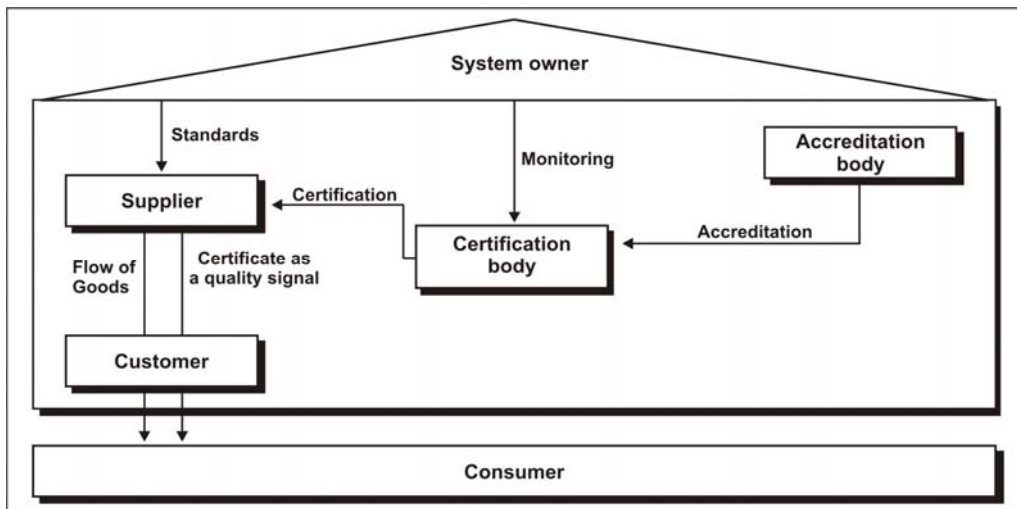 System owner
Standards
Monitoring
Accreditation
body
Supplier
Certification
Certification
body
Accreditation
Flow of
Goods
Certificate as
a quality signal
Customer
Consumer